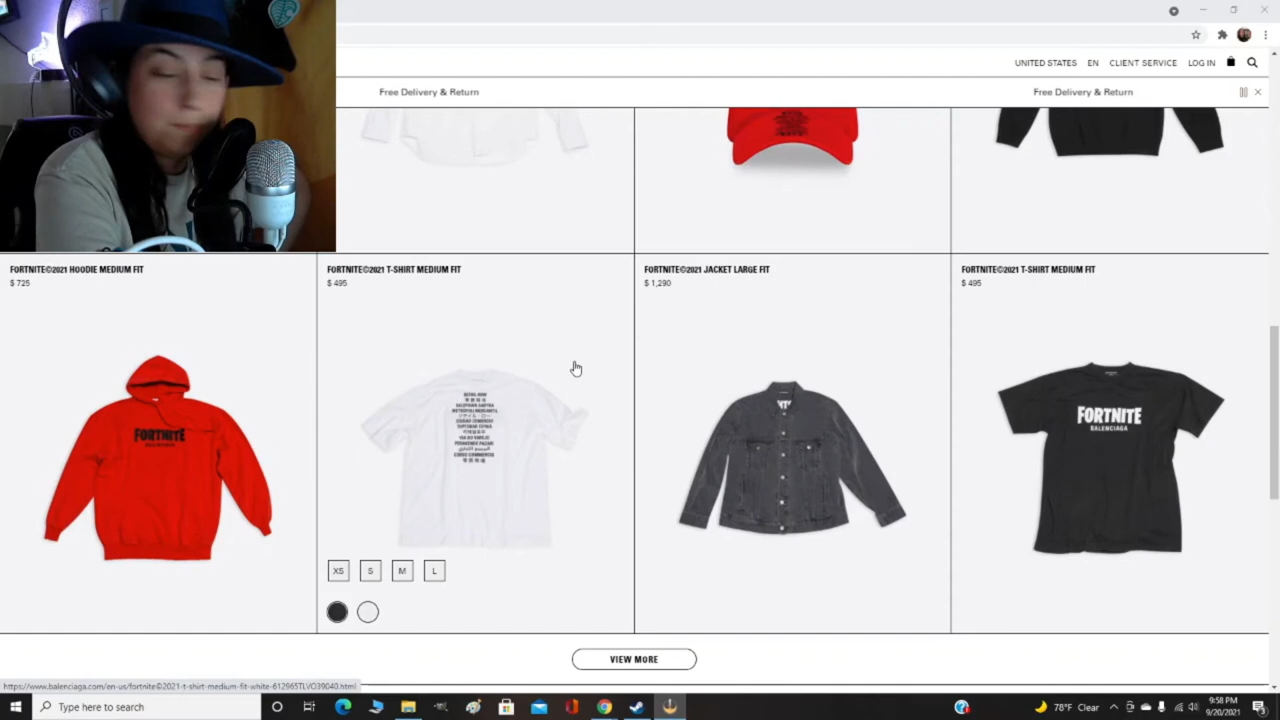 UNITED STATES EN CLIENT SERVICE LOG IN
Free Delivery & Return
Free Delivery & Return
FORTNITE©2021 HOODIE MEDIUM FIT
$ 725
FORTNITE©2021 T-SHIRT MEDIUM FIT
$ 495
FORTNITE©2021 JACKET LARGE FIT
$ 1,290
FORTNITE©2021 T-SHIRT MEDIUM FIT
$ 495
FORTNITE
FORTNITE
BALENCIAGA
XS S M L
VIEW MORE
https://www.balenciaga.com/en-us/fortnite©2021-t-shirt-medium-fit-white-612965TLVO39040.html
Type here to search
78°F Clear
9:58 PM
9/20/2021